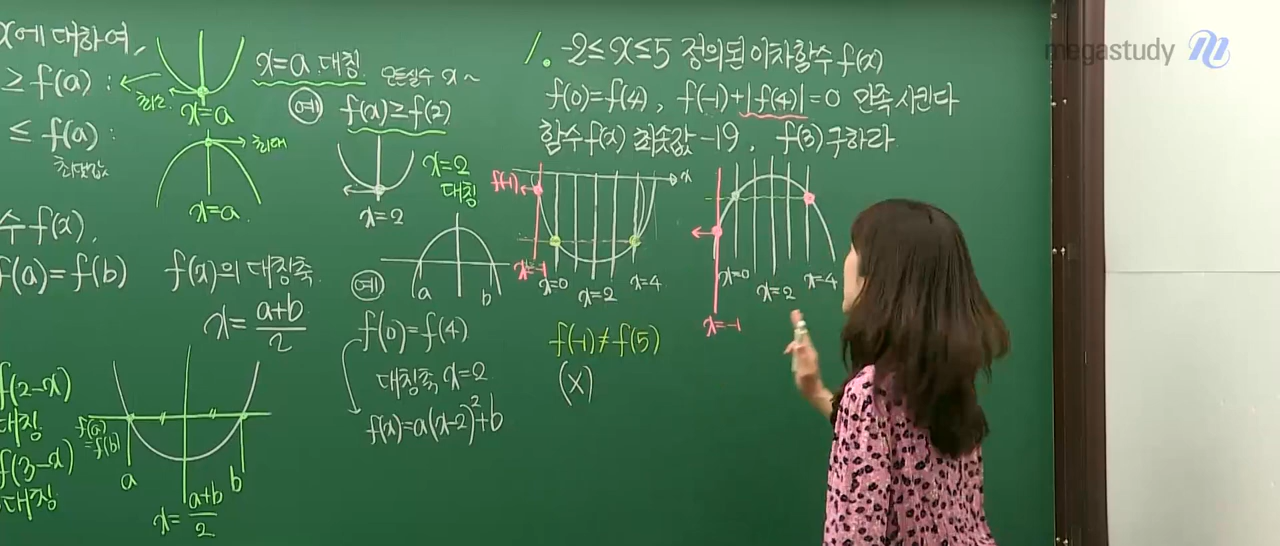 x에 대하여,
≥ f(a) :
≤ f(a) :
최댓값
최소
x=a
최대
x=a
수 f(x),
f(a)=f(b)
f(x)의 대칭축
x=\frac{a+b}{2}
f(2-x)
대칭
f(3-x)
대칭
f(a)
=f(b)
a
b
x=\frac{a+b}{2}
x=a 대칭
모든실수 x~
예 f(x)≥f(2)
x=2
대칭
x=2
예
a
b
f(0)=f(4)
대칭축 x=2
f(x)=a(x-2)²+b
1. -2≤x≤5 정의된 이차함수 f(x)
f(0)=f(4), f(-1)+|f(4)|=0 만족시킨다
함수 f(x) 최솟값 -19, f(3) 구하라
f(-1)
x
x=-1
x=0
x=2
x=4
f(-1)≠f(5)
(x)
x=0
x=2
x=4
x=-1
megastudy